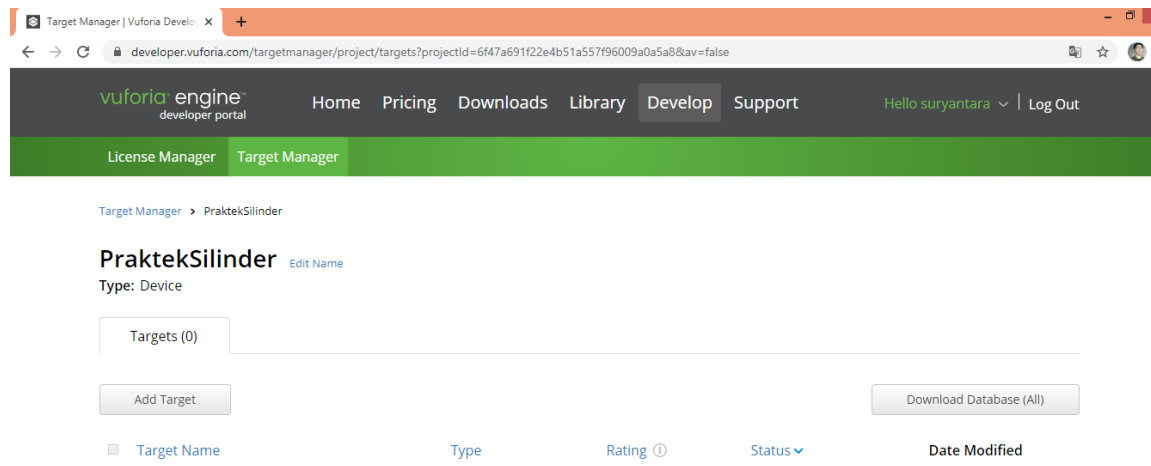 Target Manager | Vuforia Develo
developer.vuforia.com/targetmanager/project/targets?projectId=6f47a691f22e4b51a557f96009a0a5a8&av=false
vuforia engine™ Home Pricing Downloads Library Develop Support Hello suryantara | Log Out
developer portal
License Manager Target Manager
Target Manager > PraktekSilinder
PraktekSilinder Edit Name
Type: Device
Targets (0)
Add Target Download Database (All)
Target Name Type Rating Status Date Modified